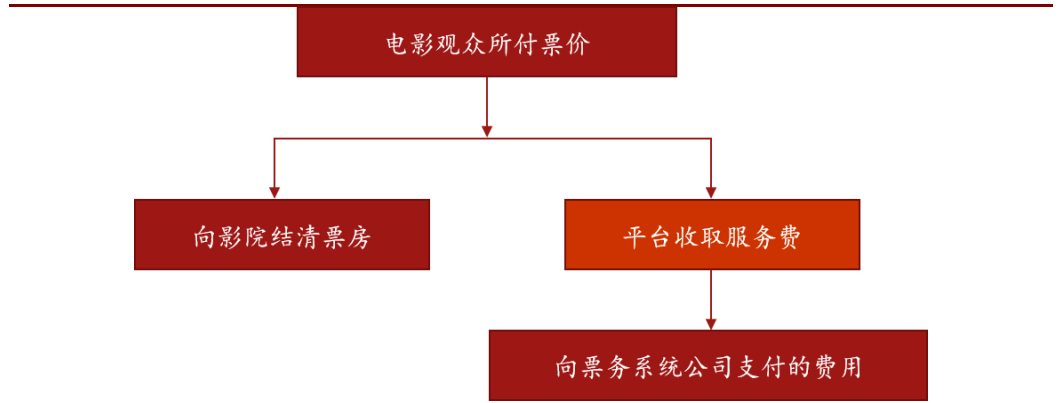 电影观众所付票价
向影院结清票房
平台收取服务费
向票务系统公司支付的费用